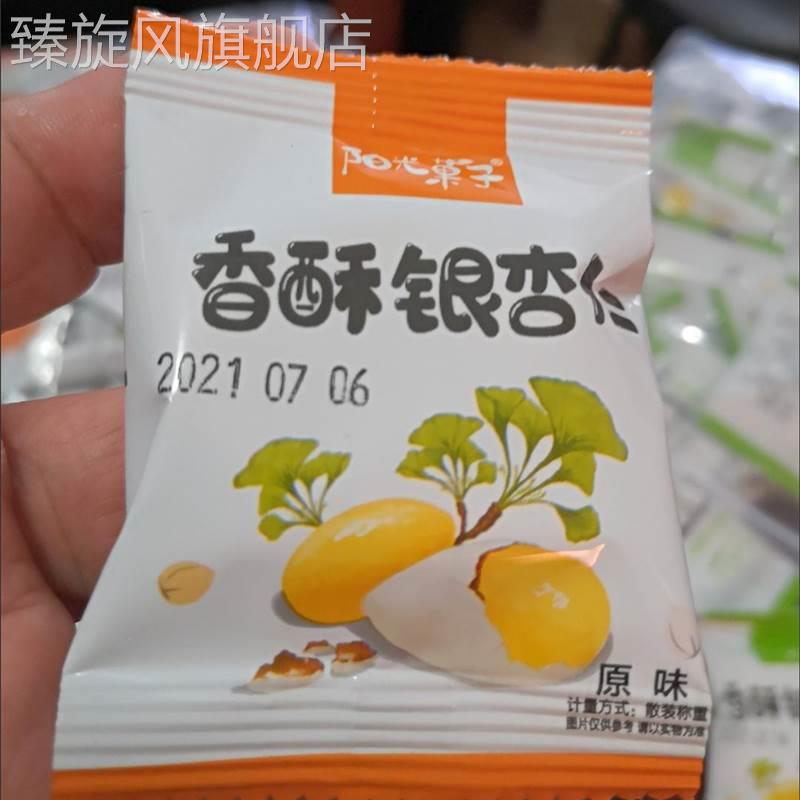 臻旋风旗舰店
阳光菓子®
香酥银杏仁
2021 07 06
原味
计量方式：散装称重
图片仅供参考 请以实物为准
香酥